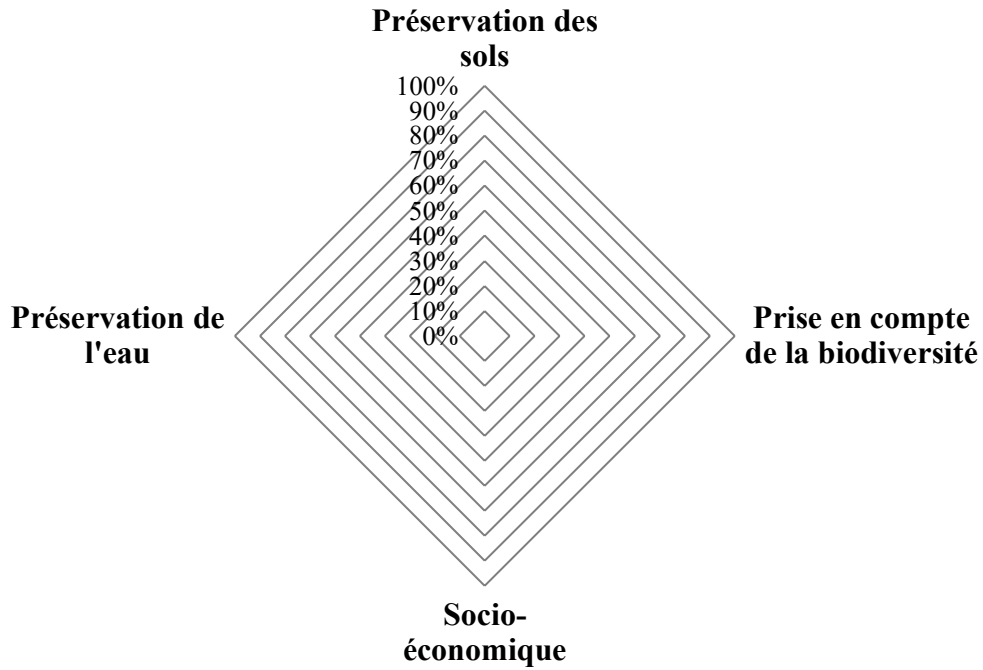 Préservation des
sols
100%
90%
80%
70%
60%
50%
40%
30%
20%
10%
0%
Préservation de
l'eau
Prise en compte
de la biodiversité
Socio-
économique